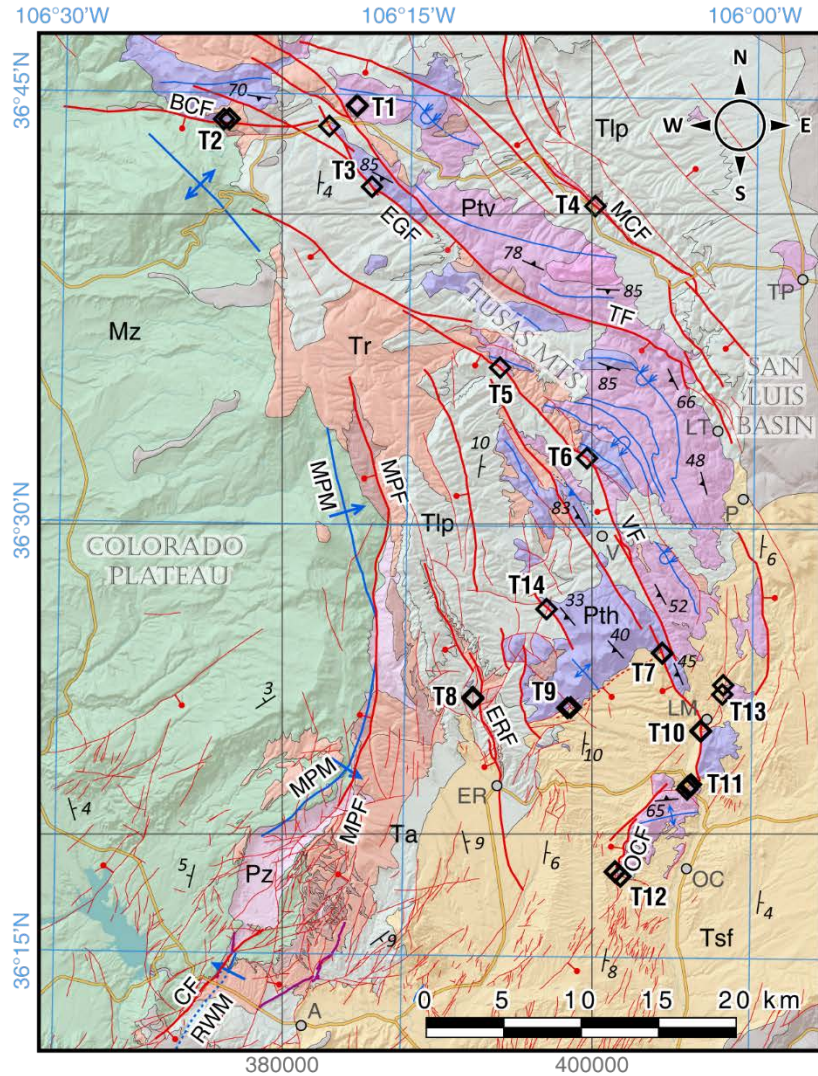 106°30'W
106°15'W
106°00'W
N
W
E
S
36°45'N
70
BCF
T1
T2
Tlp
T3
85
4
T4
MCF
Ptv
EGF
78
85
TP
TUSAS MTS
TF
Mz
Tr
SAN
LUIS
BASIN
T5
85
66
LT
MPM
MPF
10
T6
48
P
36°30'N
83
VF
6
Tlp
V
COLORADO
PLATEAU
T14
33
Pth
52
40
T7
45
3
T8
ERF
T9
LM
T13
T10
10
MPM
ER
T11
MPF
4
65
9
Ta
6
OCF
5
Pz
OC
T12
36°15'N
9
8
Tsf
4
CF
RWM
A
0
5
10
15
20 km
380000
400000